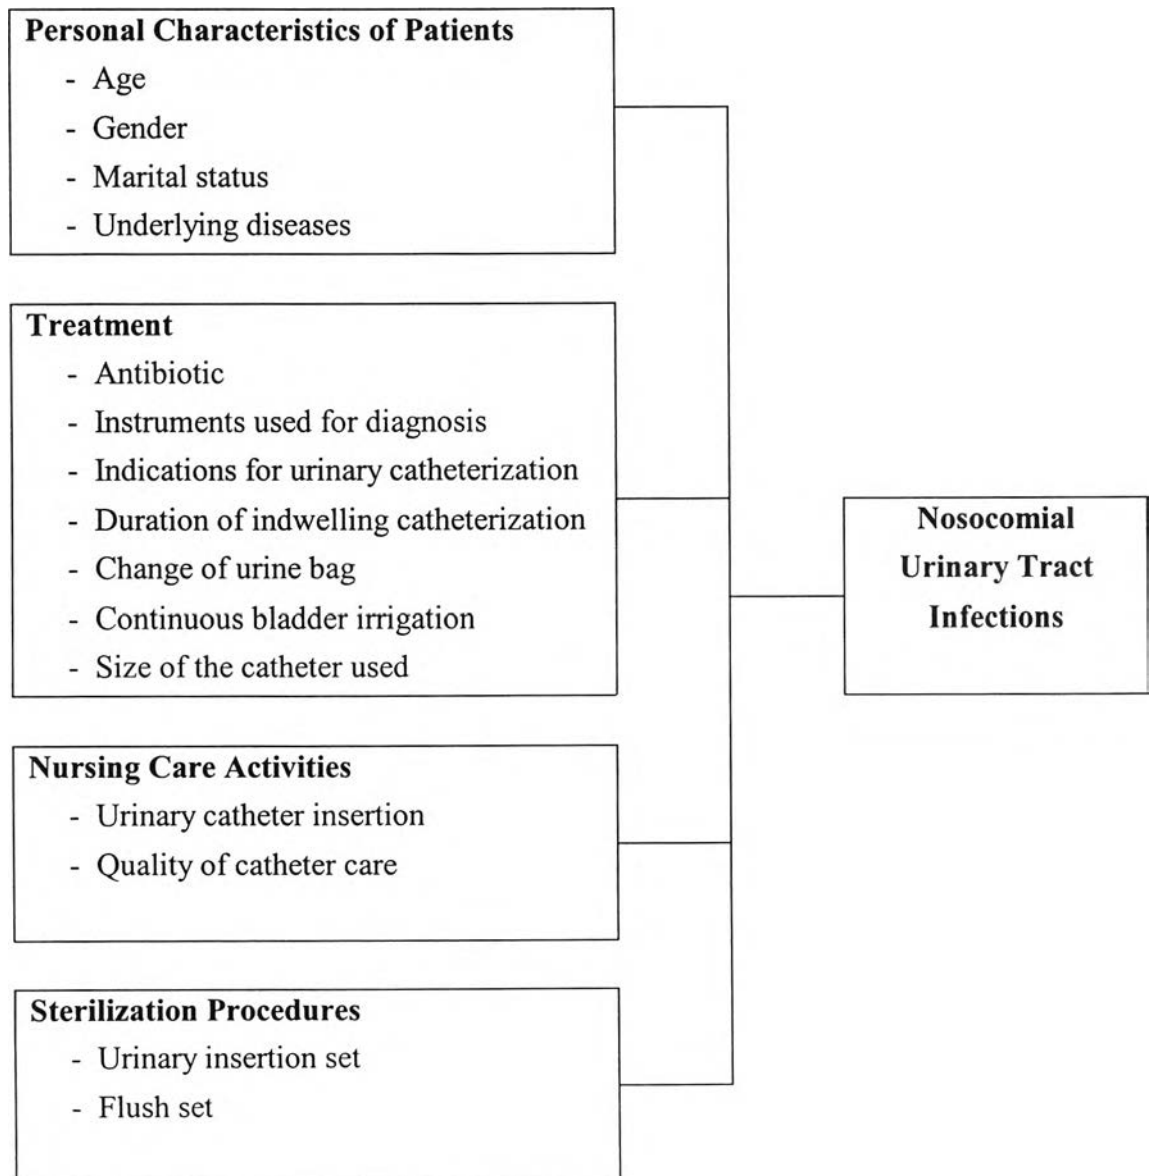 Personal Characteristics of Patients
- Age
- Gender
- Marital status
- Underlying diseases
Treatment
- Antibiotic
- Instruments used for diagnosis
- Indications for urinary catheterization
- Duration of indwelling catheterization
- Change of urine bag
- Continuous bladder irrigation
- Size of the catheter used
Nursing Care Activities
- Urinary catheter insertion
- Quality of catheter care
Sterilization Procedures
- Urinary insertion set
- Flush set
Nosocomial
Urinary Tract
Infections